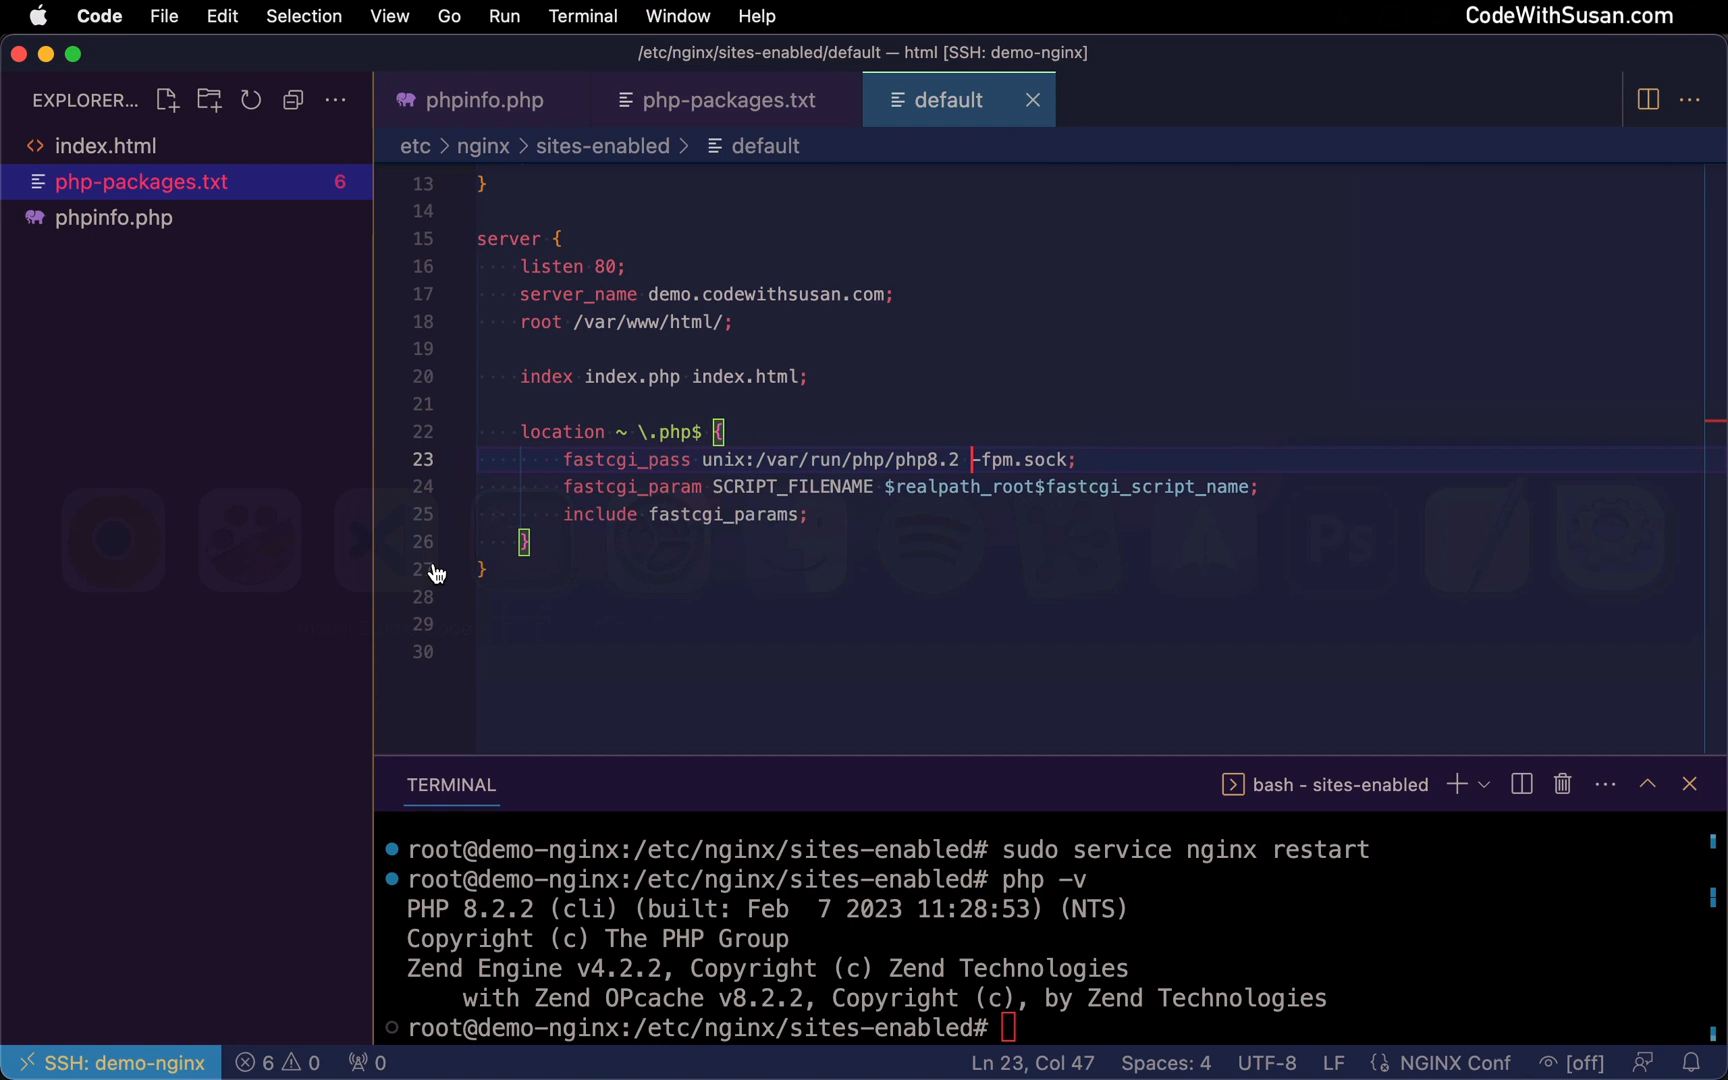 Code File Edit Selection View Go Run Terminal Window Help CodeWithSusan.com
/etc/nginx/sites-enabled/default — html [SSH: demo-nginx]
EXPLORER... phpinfo.php php-packages.txt default
index.html
php-packages.txt 6
phpinfo.php
etc > nginx > sites-enabled > default
13 }
14
15 server {
16 listen 80;
17 server_name demo.codewithsusan.com;
18 root /var/www/html/;
19
20 index index.php index.html;
21
22 location ~ \.php$ {
23 fastcgi_pass unix:/var/run/php/php8.2 -fpm.sock;
24 fastcgi_param SCRIPT_FILENAME $realpath_root$fastcgi_script_name;
25 include fastcgi_params;
26 }
27 }
28
29
30
TERMINAL bash - sites-enabled
root@demo-nginx:/etc/nginx/sites-enabled# sudo service nginx restart
root@demo-nginx:/etc/nginx/sites-enabled# php -v
PHP 8.2.2 (cli) (built: Feb  7 2023 11:28:53) (NTS)
Copyright (c) The PHP Group
Zend Engine v4.2.2, Copyright (c) Zend Technologies
with Zend OPcache v8.2.2, Copyright (c), by Zend Technologies
root@demo-nginx:/etc/nginx/sites-enabled#
SSH: demo-nginx 6 0 0 Ln 23, Col 47 Spaces: 4 UTF-8 LF NGINX Conf [off]